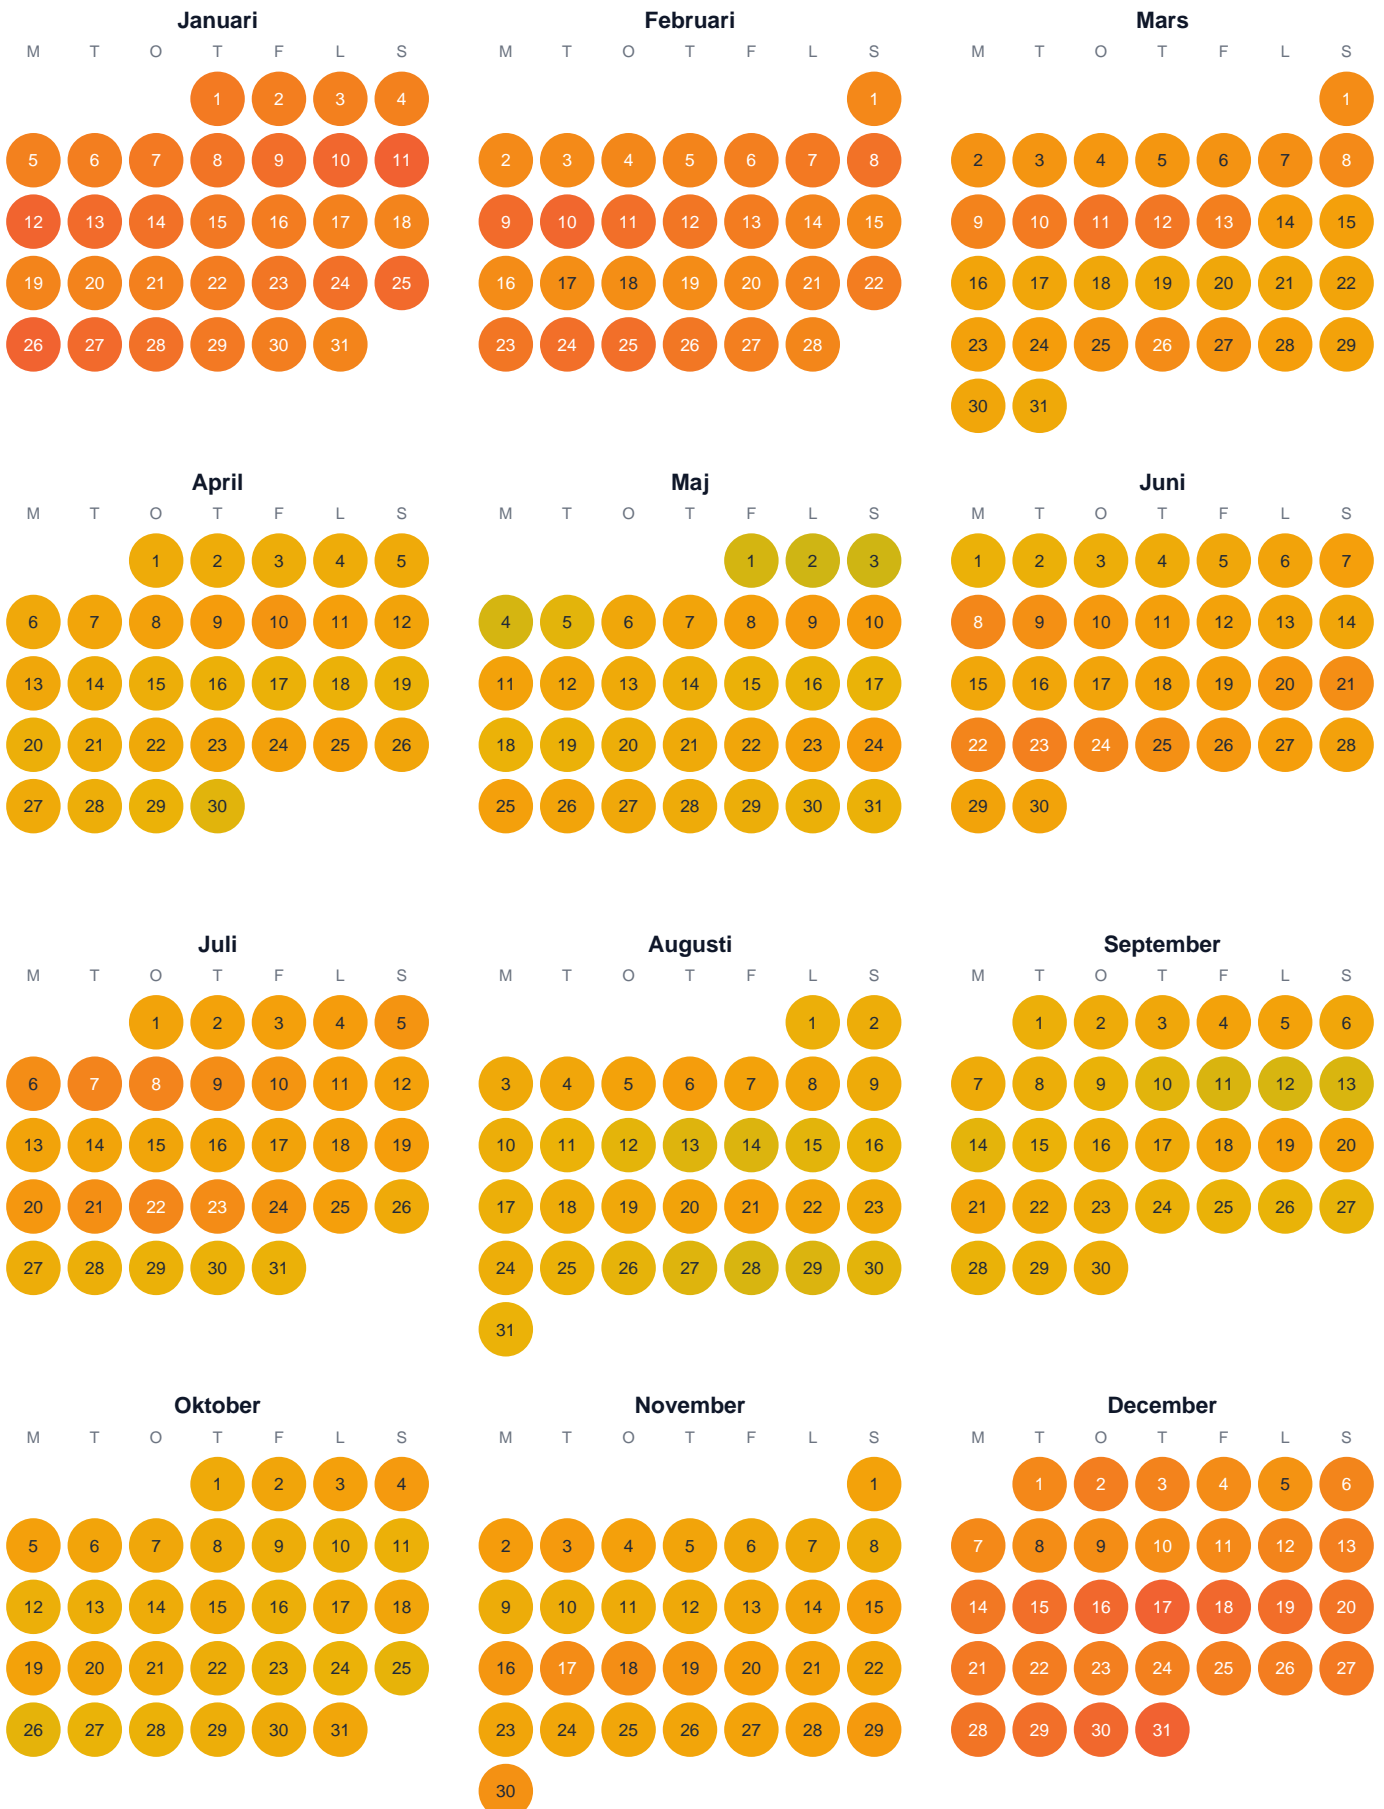 Januari Februari Mars
M T O T F L S M T O T F L S M T O T F L S
1 2 3 4 1 1
5 6 7 8 9 10 11 2 3 4 5 6 7 8 2 3 4 5 6 7 8
12 13 14 15 16 17 18 9 10 11 12 13 14 15 9 10 11 12 13 14 15
19 20 21 22 23 24 25 16 17 18 19 20 21 22 16 17 18 19 20 21 22
26 27 28 29 30 31 23 24 25 26 27 28 23 24 25 26 27 28 29
30 31
April Maj Juni
M T O T F L S M T O T F L S M T O T F L S
1 2 3 4 5 1 2 3 1 2 3 4 5 6 7
6 7 8 9 10 11 12 4 5 6 7 8 9 10 8 9 10 11 12 13 14
13 14 15 16 17 18 19 11 12 13 14 15 16 17 15 16 17 18 19 20 21
20 21 22 23 24 25 26 18 19 20 21 22 23 24 22 23 24 25 26 27 28
27 28 29 30 25 26 27 28 29 30 31 29 30
Juli Augusti September
M T O T F L S M T O T F L S M T O T F L S
1 2 3 4 5 1 2 1 2 3 4 5 6
6 7 8 9 10 11 12 3 4 5 6 7 8 9 7 8 9 10 11 12 13
13 14 15 16 17 18 19 10 11 12 13 14 15 16 14 15 16 17 18 19 20
20 21 22 23 24 25 26 17 18 19 20 21 22 23 21 22 23 24 25 26 27
27 28 29 30 31 24 25 26 27 28 29 30 28 29 30
31
Oktober November December
M T O T F L S M T O T F L S M T O T F L S
1 2 3 4 1 1 2 3 4 5 6
5 6 7 8 9 10 11 2 3 4 5 6 7 8 7 8 9 10 11 12 13
12 13 14 15 16 17 18 9 10 11 12 13 14 15 14 15 16 17 18 19 20
19 20 21 22 23 24 25 16 17 18 19 20 21 22 21 22 23 24 25 26 27
26 27 28 29 30 31 23 24 25 26 27 28 29 28 29 30 31
30